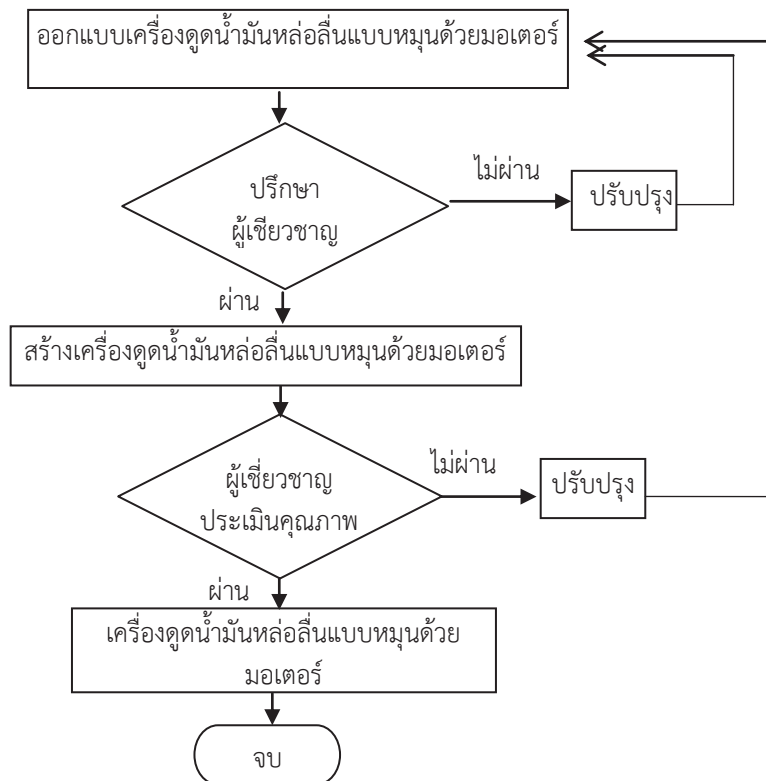 ออกแบบเครื่องดูดน้ำมันหล่อลื่นแบบหมุนด้วยมอเตอร์
ปรึกษา
ผู้เชียวชาญ
ไม่ผ่าน
ปรับปรุง
ผ่าน
สร้างเครื่องดูดน้ำมันหล่อลื่นแบบหมุนด้วยมอเตอร์
ผู้เชี่ยวชาญ
ประเมินคุณภาพ
ไม่ผ่าน
ปรับปรุง
ผ่าน
เครื่องดูดน้ำมันหล่อลื่นแบบหมุนด้วย
มอเตอร์
จบ